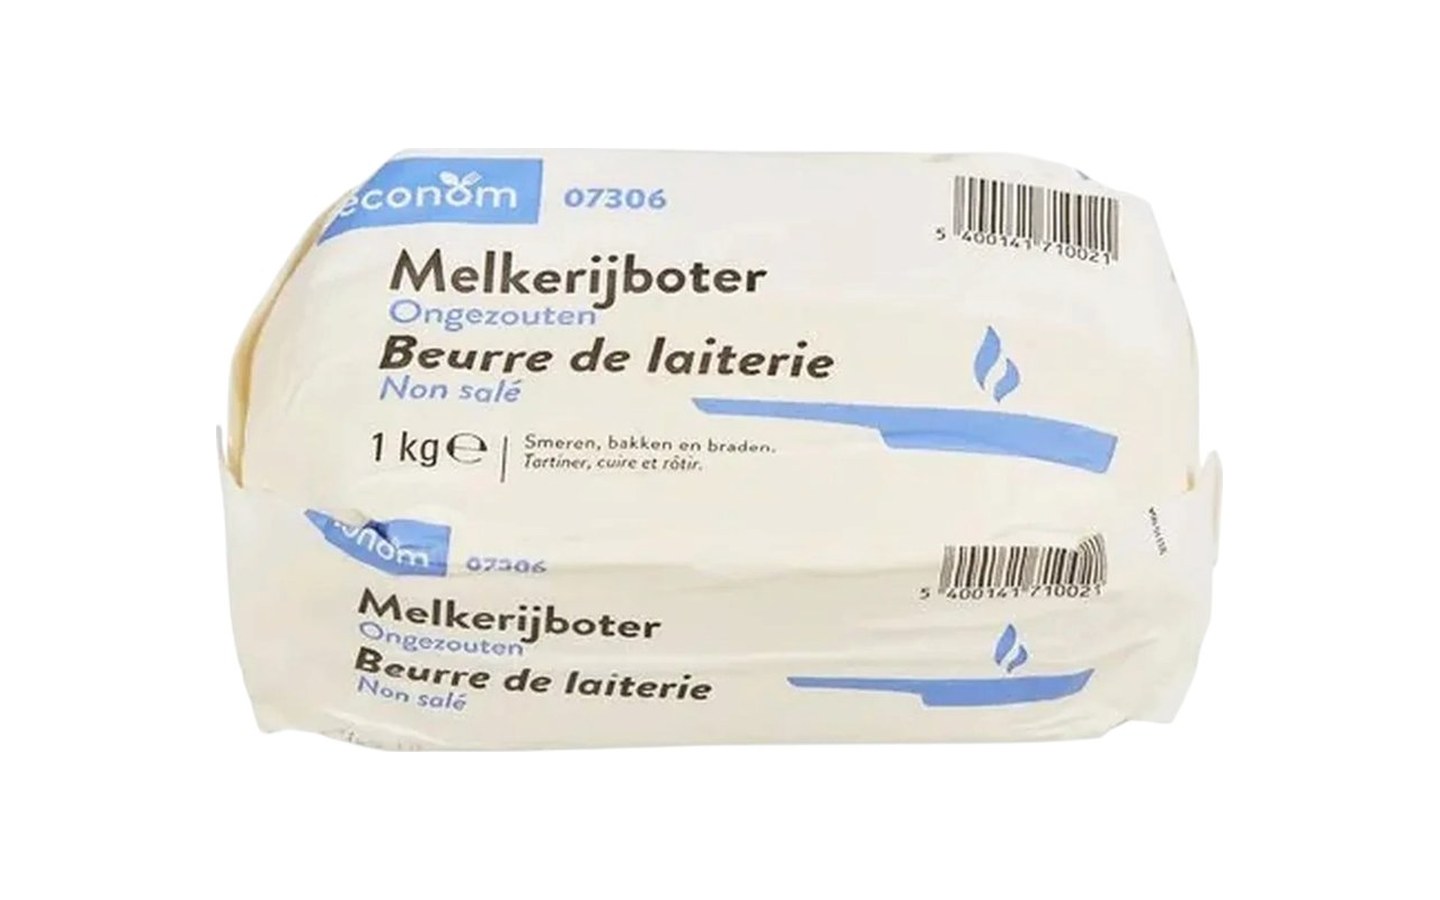 econom 07306
5 400141 710021
Melkerijboter
Ongezouten
Beurre de laiterie
Non salé
1 kg ℮
Smeren, bakken en braden.
Tartiner, cuire et rôtir.
onom 07306
5 400141 710021
Melkerijboter
Ongezouten
Beurre de laiterie
Non salé